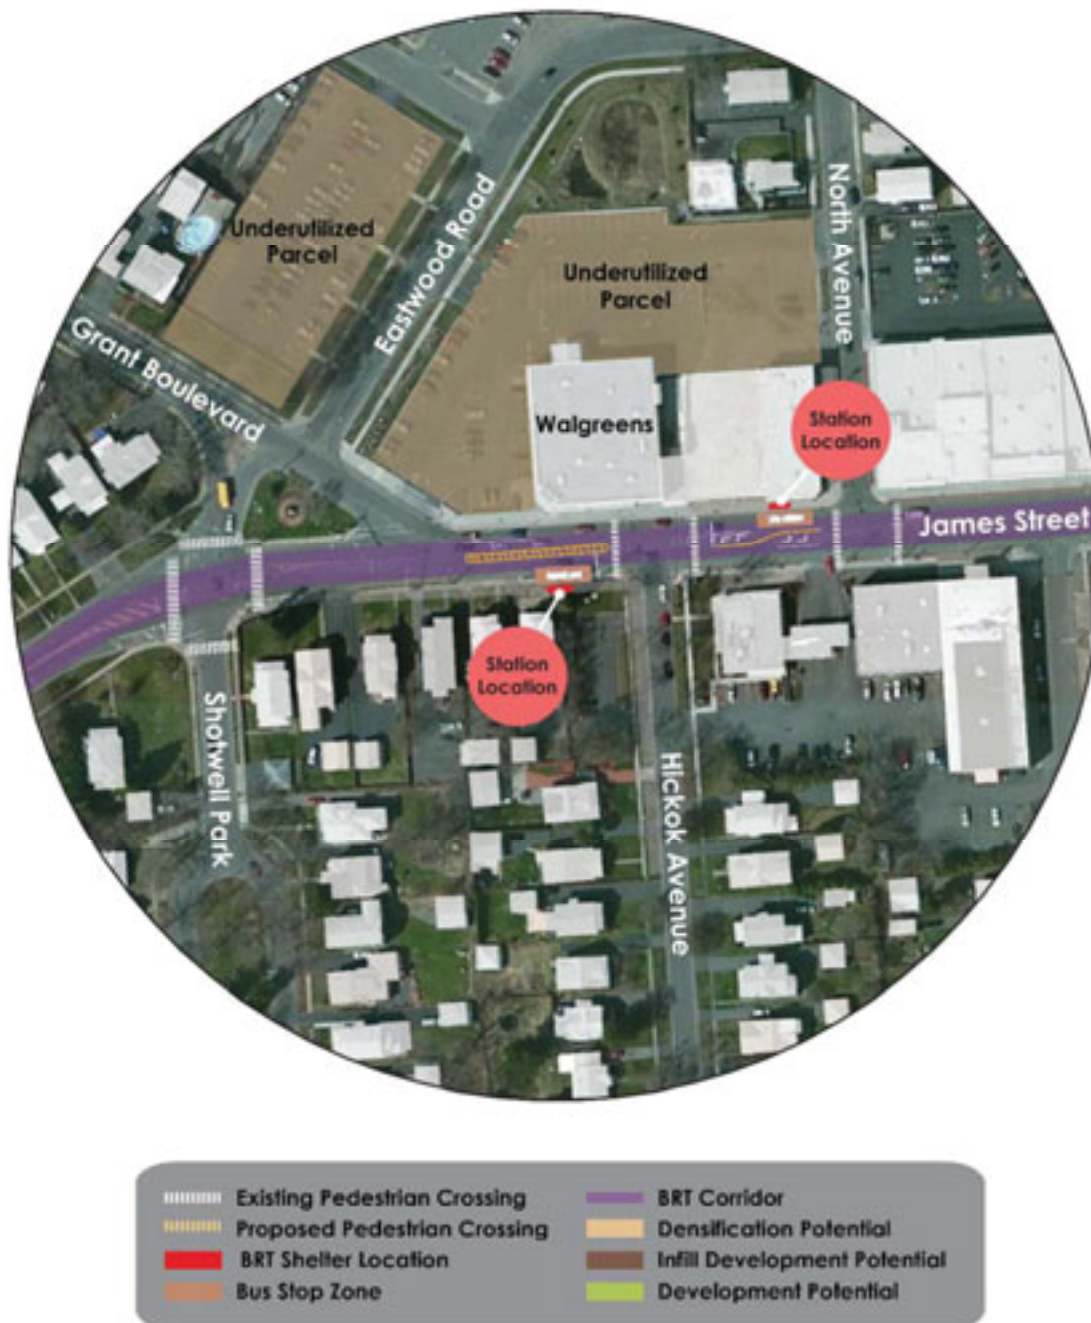 North Avenue
Underutilized
Parcel
Eastwood Road
Underutilized
Parcel
Grant Boulevard
Walgreens
Station
Location
James Street
Station
Location
Shotwell Park
Hickok Avenue
Existing Pedestrian Crossing
Proposed Pedestrian Crossing
BRT Shelter Location
Bus Stop Zone
BRT Corridor
Densification Potential
Infill Development Potential
Development Potential